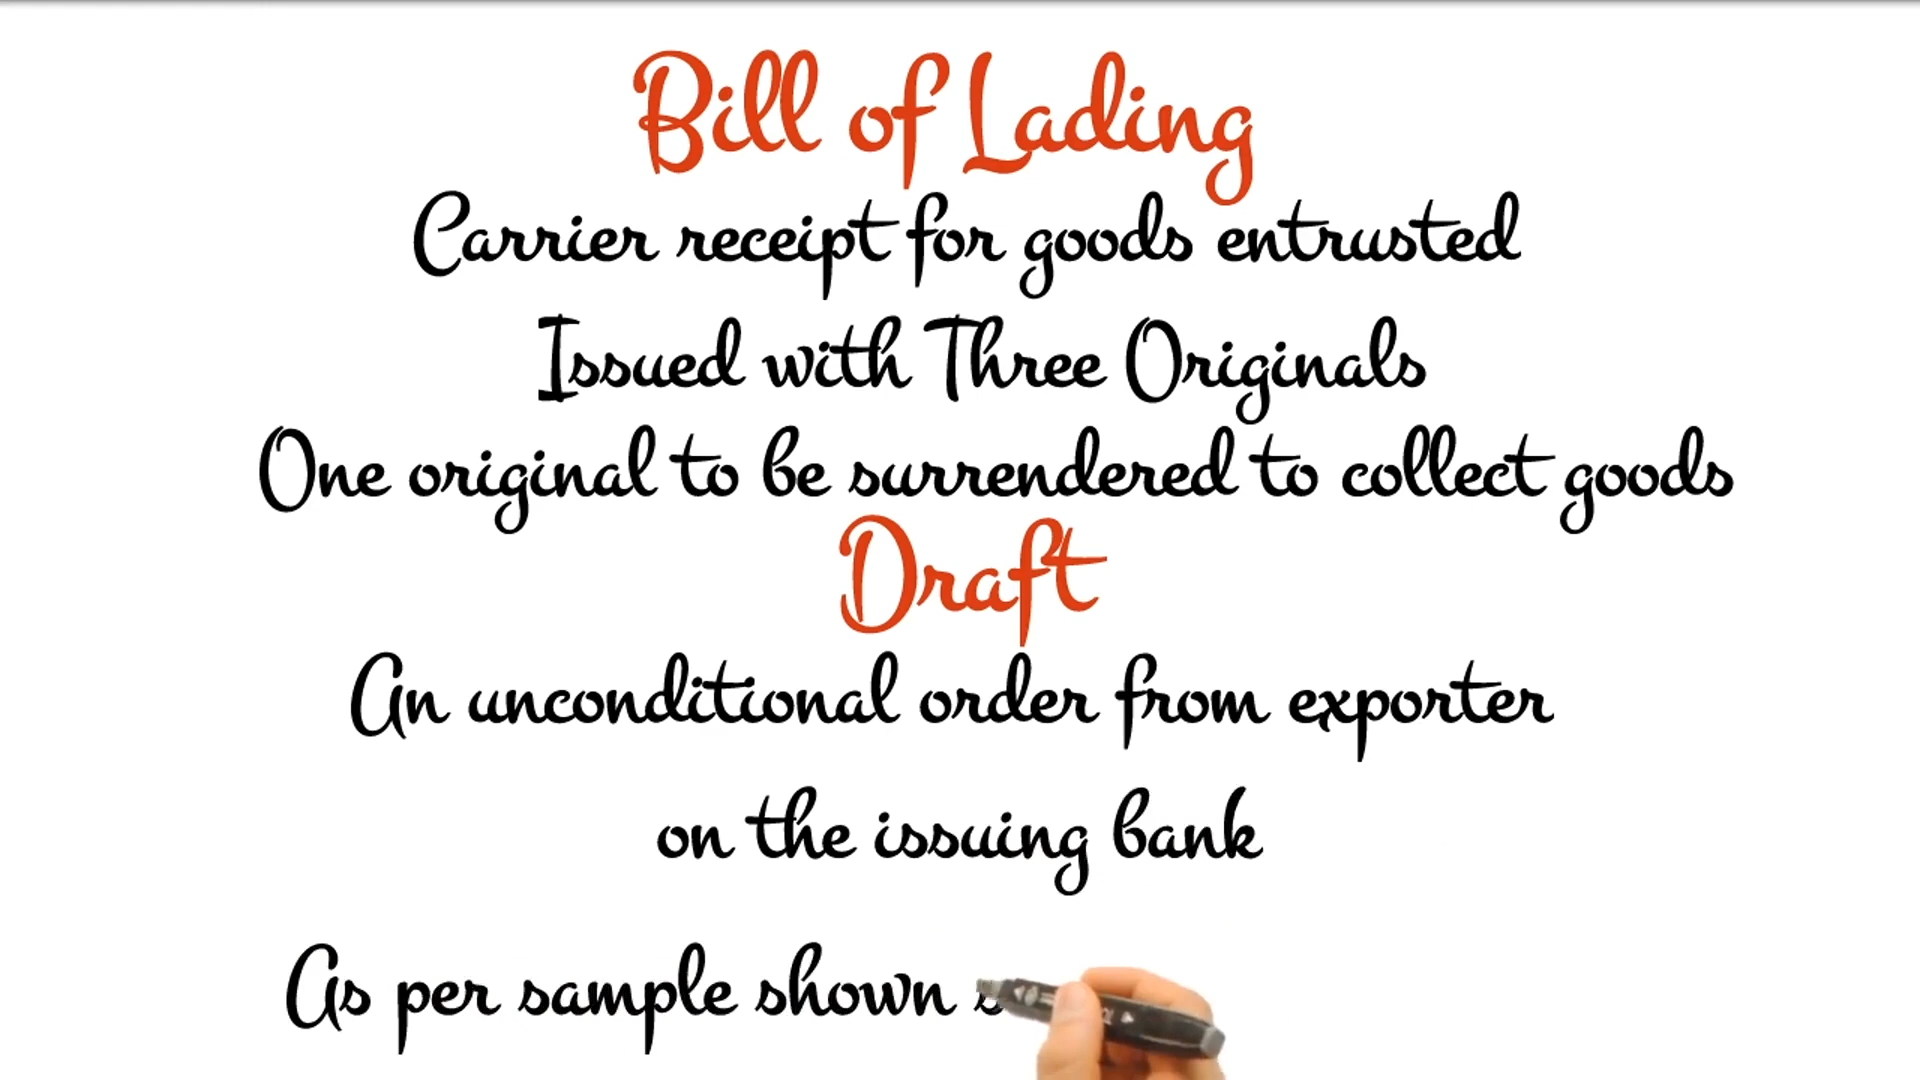 Bill of Lading
Carrier receipt for goods entrusted
Issued with Three Originals
One original to be surrendered to collect goods
Draft
An unconditional order from exporter
on the issuing bank
As per sample shown